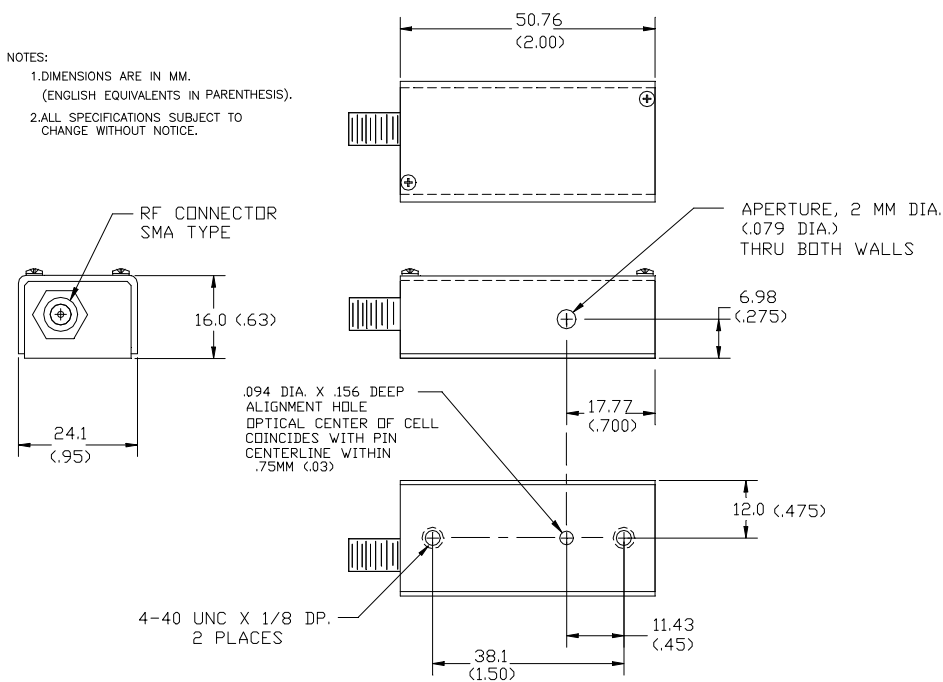 50.76
(2.00)
NOTES:
1.DIMENSIONS ARE IN MM.
(ENGLISH EQUIVALENTS IN PARENTHESIS).
2.ALL SPECIFICATIONS SUBJECT TO
CHANGE WITHOUT NOTICE.
RF CONNECTOR
SMA TYPE
APERTURE, 2 MM DIA.
(.079 DIA.)
THRU BOTH WALLS
16.0 (.63)
6.98
(.275)
24.1
(.95)
.094 DIA. X .156 DEEP
ALIGNMENT HOLE
OPTICAL CENTER OF CELL
COINCIDES WITH PIN
CENTERLINE WITHIN
.75MM (.03)
17.77
(.700)
12.0 (.475)
4-40 UNC X 1/8 DP.
2 PLACES
11.43
(.45)
38.1
(1.50)